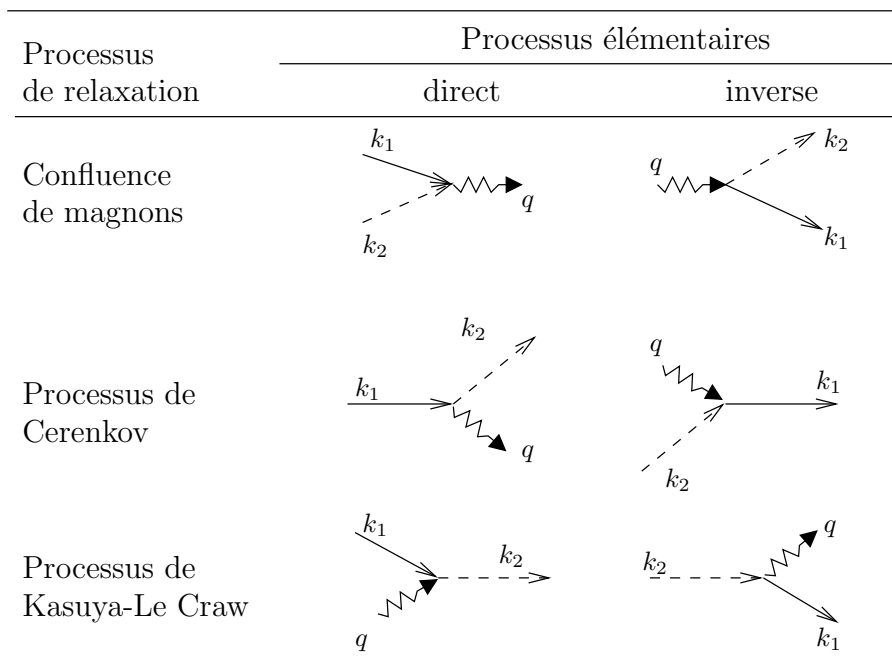 Processus élémentaires
Processus
de relaxation
direct
inverse
Confluence
de magnons
k₁
k₂
q
q
k₂
k₁
Processus de
Cerenkov
k₁
k₂
q
q
k₂
k₁
Processus de
Kasuya-Le Craw
k₁
q
k₂
k₂
q
k₁